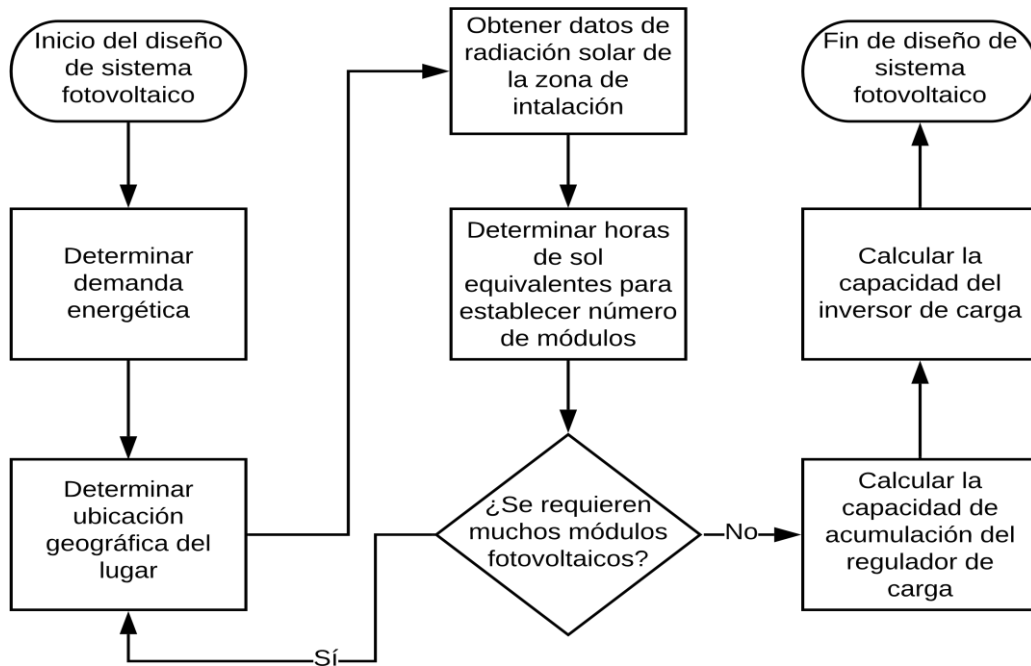 Inicio del diseño
de sistema
fotovoltaico
Determinar
demanda
energética
Determinar
ubicación
geográfica del
lugar
Obtener datos de
radiación solar de
la zona de
intalación
Determinar horas
de sol
equivalentes para
establecer número
de módulos
¿Se requieren
muchos módulos
fotovoltaicos?
Sí
No
Calcular la
capacidad de
acumulación del
regulador de
carga
Calcular la
capacidad del
inversor de carga
Fin de diseño de
sistema
fotovoltaico